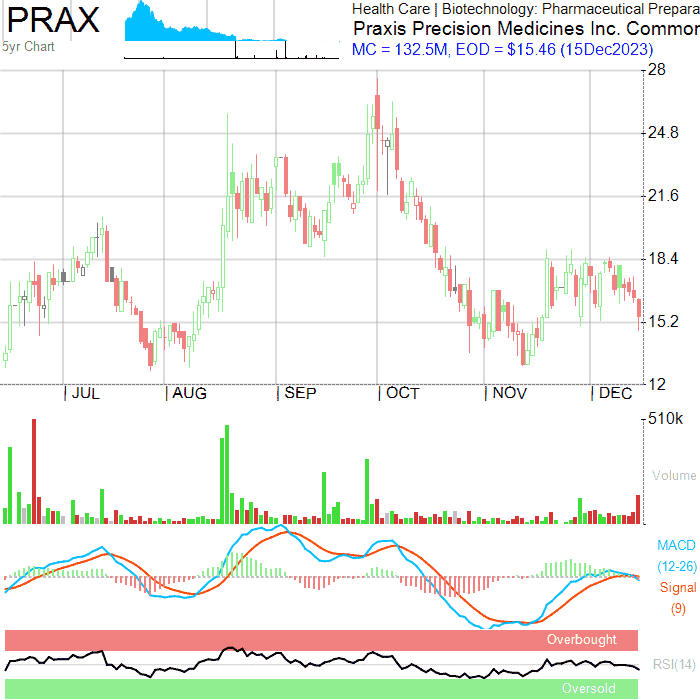 PRAX
5yr Chart
Health Care | Biotechnology: Pharmaceutical Prepara
Praxis Precision Medicines Inc. Common
MC = 132.5M, EOD = $15.46 (15Dec2023)
28
24.8
21.6
18.4
15.2
12
| JUL | AUG | SEP | OCT | NOV | DEC
510k
Volume
MACD
(12-26)
Signal
(9)
Overbought
RSI(14)
Oversold